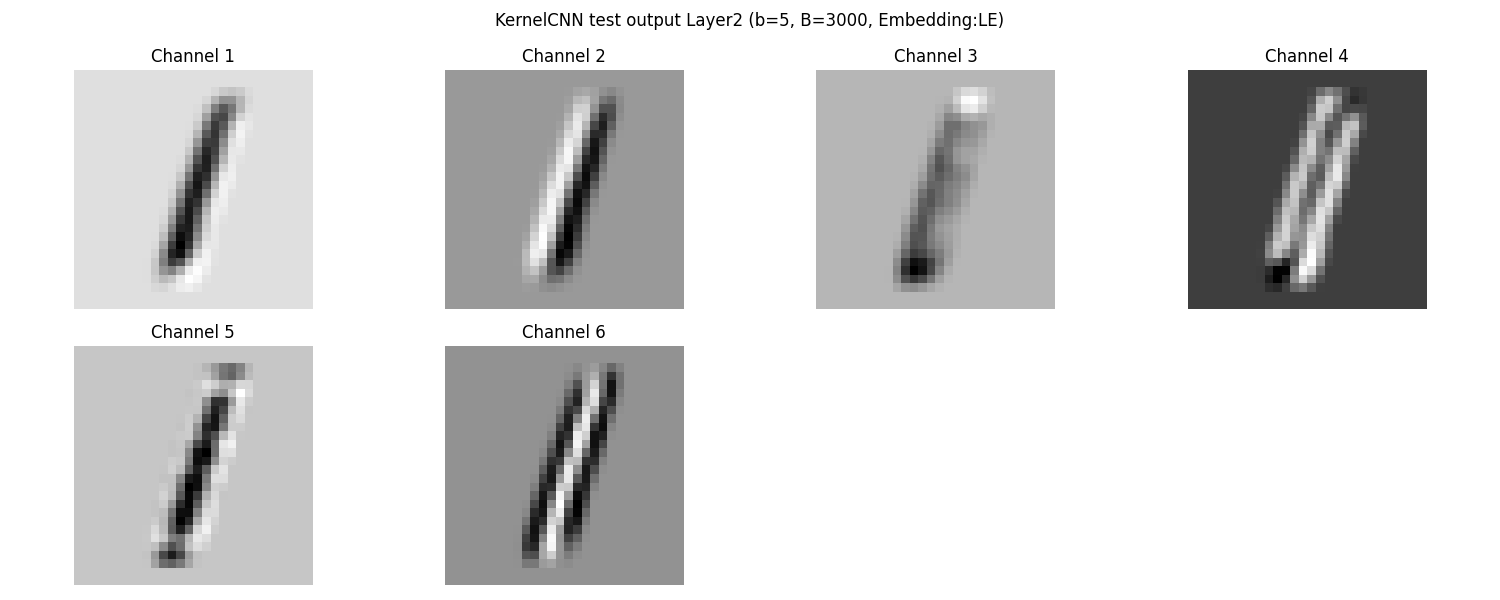 KernelCNN test output Layer2 (b=5, B=3000, Embedding:LE)
Channel 1
Channel 2
Channel 3
Channel 4
Channel 5
Channel 6